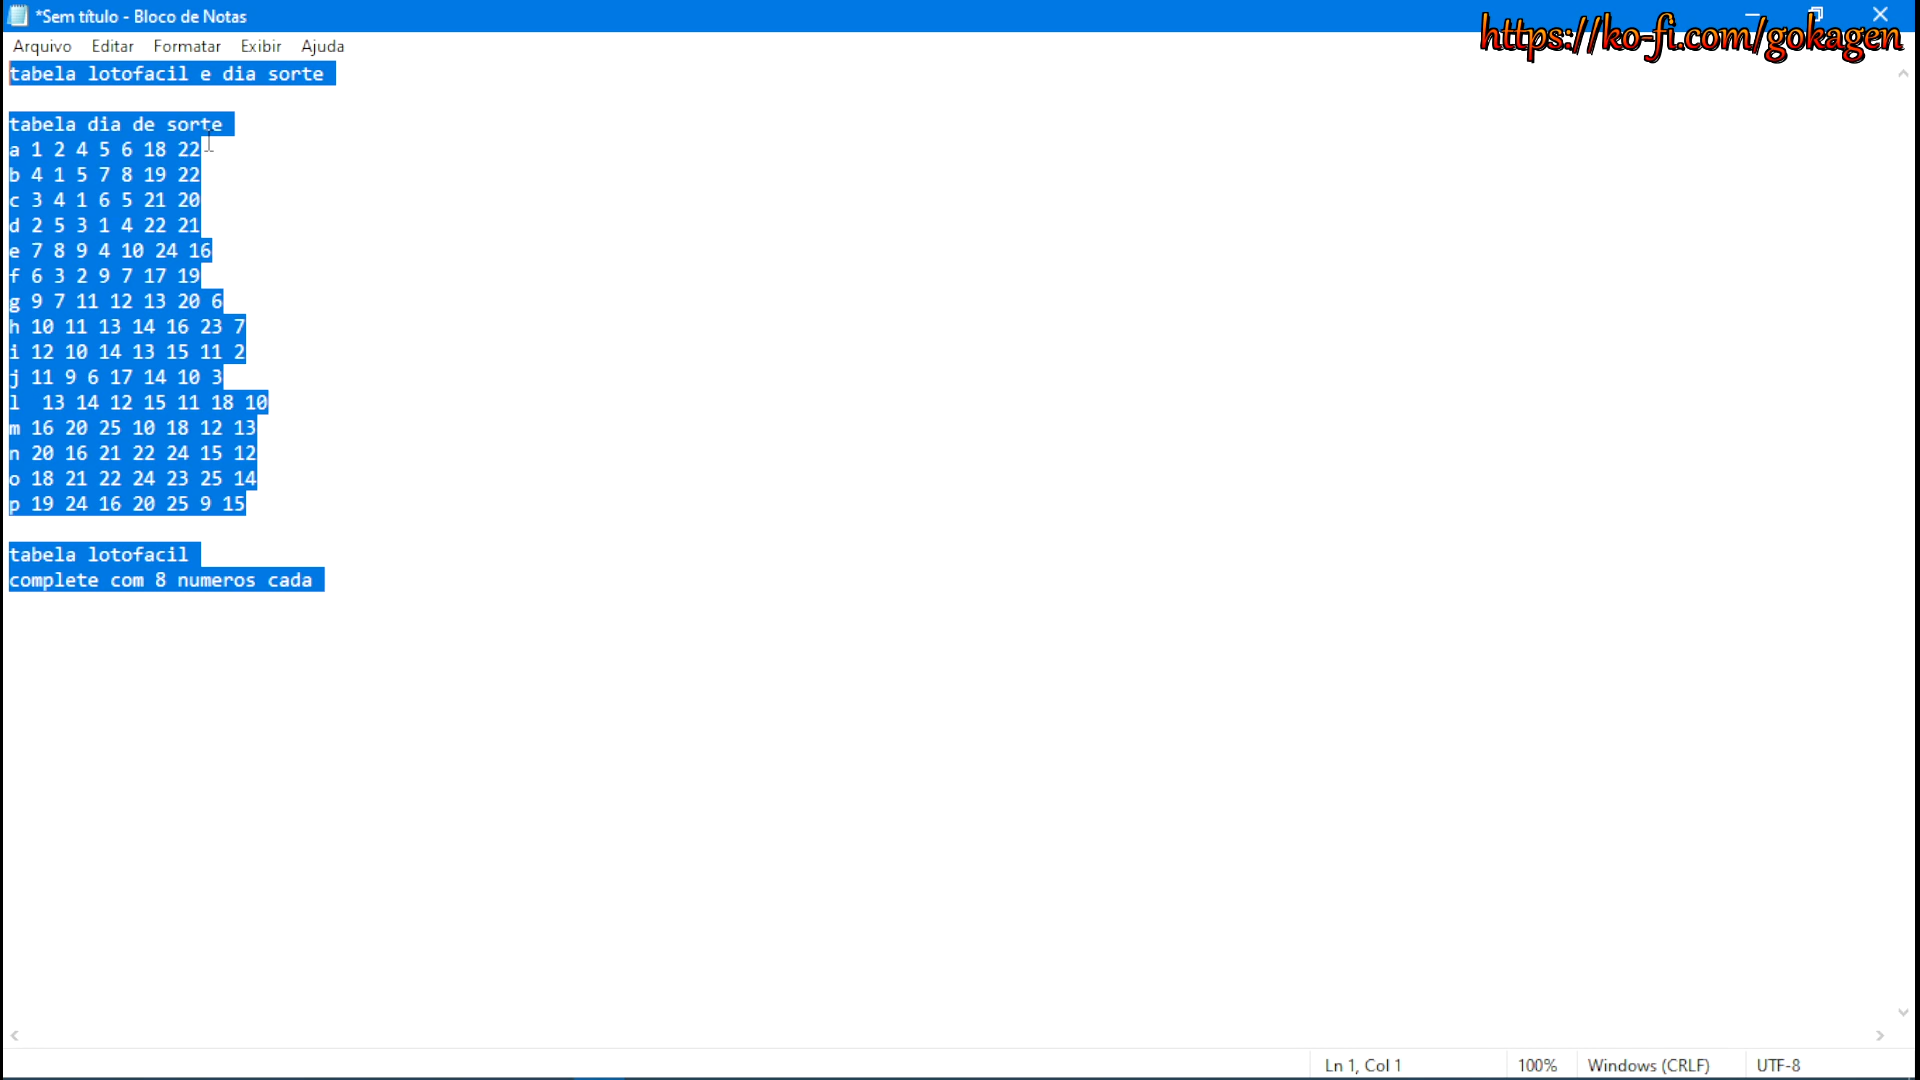 *Sem título - Bloco de Notas
https://ko-fi.com/gokagen
Arquivo Editar Formatar Exibir Ajuda
tabela lotofacil e dia sorte
tabela dia de sorte
a 1 2 4 5 6 18 22
b 4 1 5 7 8 19 22
c 3 4 1 6 5 21 20
d 2 5 3 1 4 22 21
e 7 8 9 4 10 24 16
f 6 3 2 9 7 17 19
g 9 7 11 12 13 20 6
h 10 11 13 14 16 23 7
i 12 10 14 13 15 11 2
j 11 9 6 17 14 10 3
l  13 14 12 15 11 18 10
m 16 20 25 10 18 12 13
n 20 16 21 22 24 15 12
o 18 21 22 24 23 25 14
p 19 24 16 20 25 9 15
tabela lotofacil
complete com 8 numeros cada
Ln 1, Col 1 100% Windows (CRLF) UTF-8